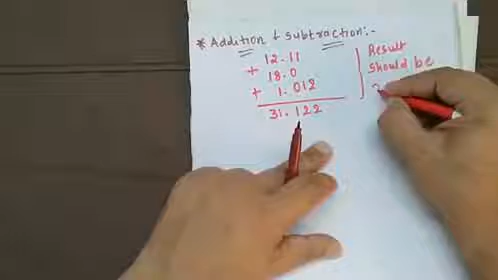 * Addition + subtraction:-
12.11
+ 18.0
+ 1.012
31.122
Result
should be